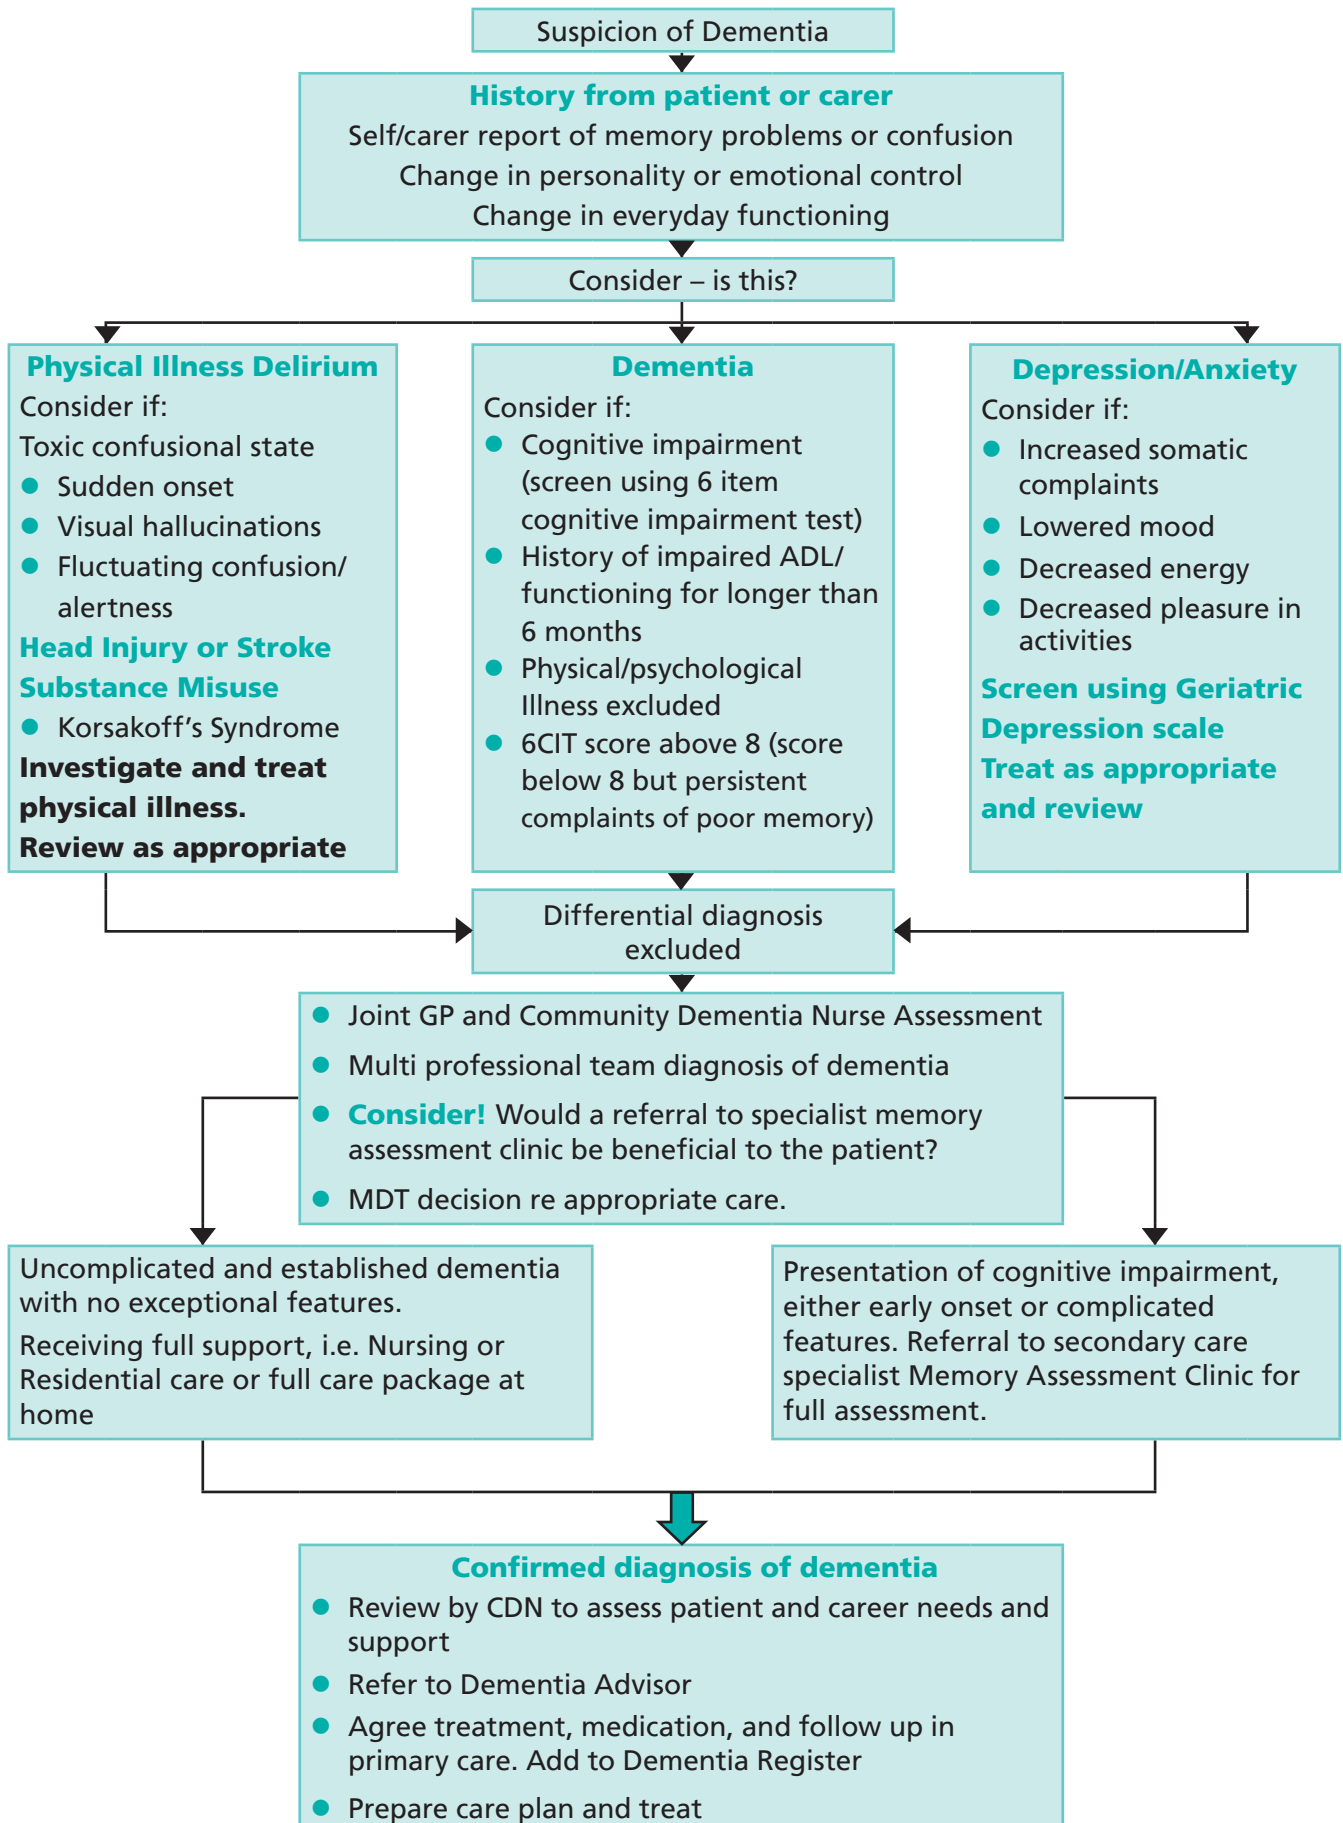 Suspicion of Dementia
History from patient or carer
Self/carer report of memory problems or confusion
Change in personality or emotional control
Change in everyday functioning
Consider – is this?
Physical Illness Delirium
Consider if:
Toxic confusional state
● Sudden onset
● Visual hallucinations
● Fluctuating confusion/
alertness
Head Injury or Stroke
Substance Misuse
● Korsakoff's Syndrome
Investigate and treat
physical illness.
Review as appropriate
Dementia
Consider if:
● Cognitive impairment
(screen using 6 item
cognitive impairment test)
● History of impaired ADL/
functioning for longer than
6 months
● Physical/psychological
Illness excluded
● 6CIT score above 8 (score
below 8 but persistent
complaints of poor memory)
Depression/Anxiety
Consider if:
● Increased somatic
complaints
● Lowered mood
● Decreased energy
● Decreased pleasure in
activities
Screen using Geriatric
Depression scale
Treat as appropriate
and review
Differential diagnosis
excluded
● Joint GP and Community Dementia Nurse Assessment
● Multi professional team diagnosis of dementia
● Consider! Would a referral to specialist memory
assessment clinic be beneficial to the patient?
● MDT decision re appropriate care.
Uncomplicated and established dementia
with no exceptional features.
Receiving full support, i.e. Nursing or
Residential care or full care package at
home
Presentation of cognitive impairment,
either early onset or complicated
features. Referral to secondary care
specialist Memory Assessment Clinic for
full assessment.
Confirmed diagnosis of dementia
● Review by CDN to assess patient and career needs and
support
● Refer to Dementia Advisor
● Agree treatment, medication, and follow up in
primary care. Add to Dementia Register
● Prepare care plan and treat